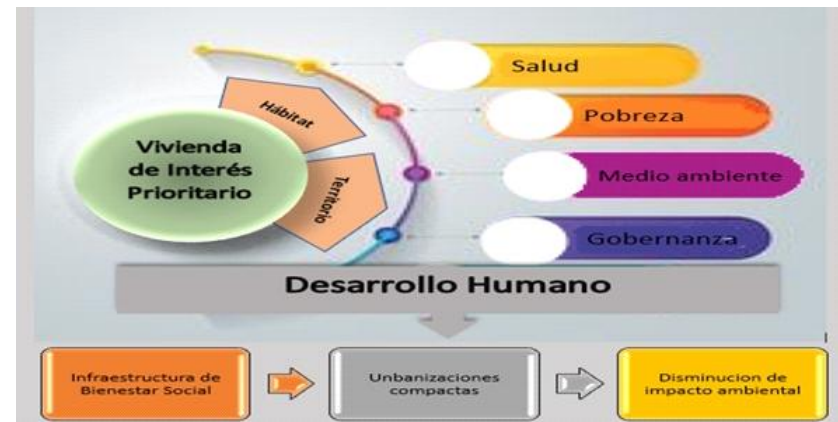 Salud
Hábitat
Pobreza
Vivienda
de Interés
Prioritario
Medio ambiente
Territorio
Gobernanza
Desarrollo Humano
Infraestructura de
Bienestar Social
Unbanizaciones
compactas
Disminucion de
impacto ambiental